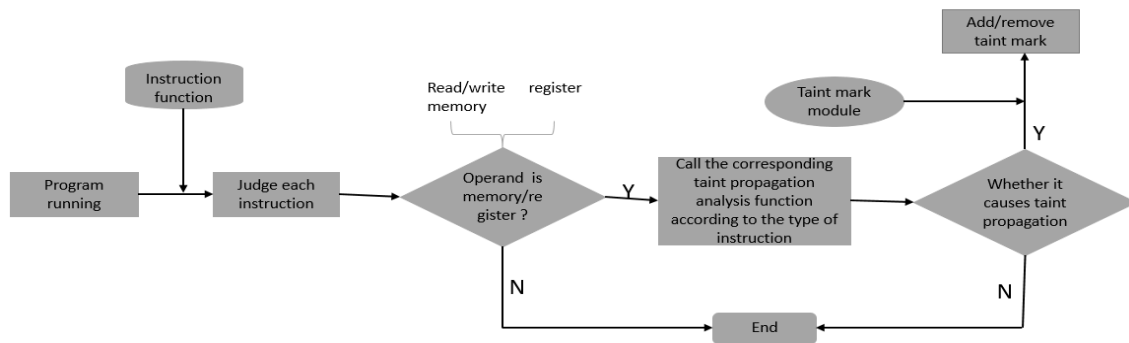 Add/remove
taint mark
Instruction
function
Read/write register
memory
Taint mark
module
Y
Program
running
Judge each
instruction
Operand is
memory/re
gister ?
Y
Call the corresponding
taint propagation
analysis function
according to the type of
instruction
Whether it
causes taint
propagation
N
N
End